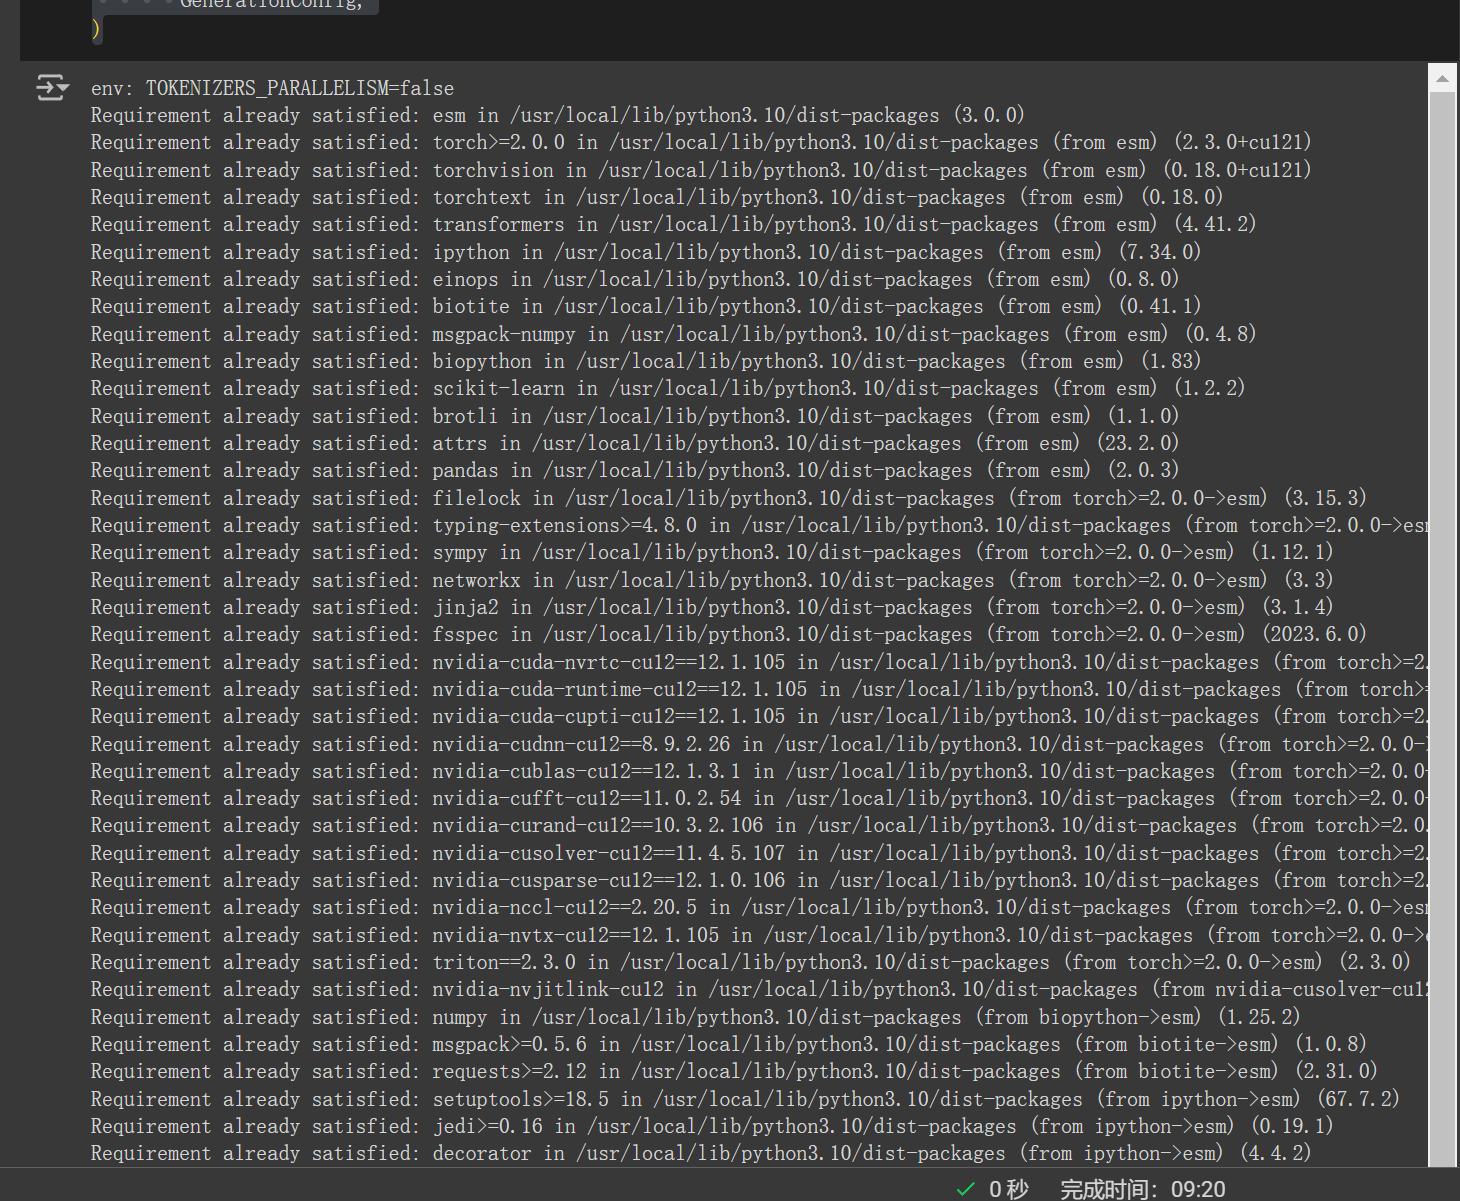 GenerationConfig,
)
env: TOKENIZERS_PARALLELISM=false
Requirement already satisfied: esm in /usr/local/lib/python3.10/dist-packages (3.0.0)
Requirement already satisfied: torch>=2.0.0 in /usr/local/lib/python3.10/dist-packages (from esm) (2.3.0+cu121)
Requirement already satisfied: torchvision in /usr/local/lib/python3.10/dist-packages (from esm) (0.18.0+cu121)
Requirement already satisfied: torchtext in /usr/local/lib/python3.10/dist-packages (from esm) (0.18.0)
Requirement already satisfied: transformers in /usr/local/lib/python3.10/dist-packages (from esm) (4.41.2)
Requirement already satisfied: ipython in /usr/local/lib/python3.10/dist-packages (from esm) (7.34.0)
Requirement already satisfied: einops in /usr/local/lib/python3.10/dist-packages (from esm) (0.8.0)
Requirement already satisfied: biotite in /usr/local/lib/python3.10/dist-packages (from esm) (0.41.1)
Requirement already satisfied: msgpack-numpy in /usr/local/lib/python3.10/dist-packages (from esm) (0.4.8)
Requirement already satisfied: biopython in /usr/local/lib/python3.10/dist-packages (from esm) (1.83)
Requirement already satisfied: scikit-learn in /usr/local/lib/python3.10/dist-packages (from esm) (1.2.2)
Requirement already satisfied: brotli in /usr/local/lib/python3.10/dist-packages (from esm) (1.1.0)
Requirement already satisfied: attrs in /usr/local/lib/python3.10/dist-packages (from esm) (23.2.0)
Requirement already satisfied: pandas in /usr/local/lib/python3.10/dist-packages (from esm) (2.0.3)
Requirement already satisfied: filelock in /usr/local/lib/python3.10/dist-packages (from torch>=2.0.0->esm) (3.15.3)
Requirement already satisfied: typing-extensions>=4.8.0 in /usr/local/lib/python3.10/dist-packages (from torch>=2.0.0->esm
Requirement already satisfied: sympy in /usr/local/lib/python3.10/dist-packages (from torch>=2.0.0->esm) (1.12.1)
Requirement already satisfied: networkx in /usr/local/lib/python3.10/dist-packages (from torch>=2.0.0->esm) (3.3)
Requirement already satisfied: jinja2 in /usr/local/lib/python3.10/dist-packages (from torch>=2.0.0->esm) (3.1.4)
Requirement already satisfied: fsspec in /usr/local/lib/python3.10/dist-packages (from torch>=2.0.0->esm) (2023.6.0)
Requirement already satisfied: nvidia-cuda-nvrtc-cu12==12.1.105 in /usr/local/lib/python3.10/dist-packages (from torch>=2.
Requirement already satisfied: nvidia-cuda-runtime-cu12==12.1.105 in /usr/local/lib/python3.10/dist-packages (from torch>=
Requirement already satisfied: nvidia-cuda-cupti-cu12==12.1.105 in /usr/local/lib/python3.10/dist-packages (from torch>=2.
Requirement already satisfied: nvidia-cudnn-cu12==8.9.2.26 in /usr/local/lib/python3.10/dist-packages (from torch>=2.0.0->
Requirement already satisfied: nvidia-cublas-cu12==12.1.3.1 in /usr/local/lib/python3.10/dist-packages (from torch>=2.0.0-
Requirement already satisfied: nvidia-cufft-cu12==11.0.2.54 in /usr/local/lib/python3.10/dist-packages (from torch>=2.0.0-
Requirement already satisfied: nvidia-curand-cu12==10.3.2.106 in /usr/local/lib/python3.10/dist-packages (from torch>=2.0.
Requirement already satisfied: nvidia-cusolver-cu12==11.4.5.107 in /usr/local/lib/python3.10/dist-packages (from torch>=2.
Requirement already satisfied: nvidia-cusparse-cu12==12.1.0.106 in /usr/local/lib/python3.10/dist-packages (from torch>=2.
Requirement already satisfied: nvidia-nccl-cu12==2.20.5 in /usr/local/lib/python3.10/dist-packages (from torch>=2.0.0->esm
Requirement already satisfied: nvidia-nvtx-cu12==12.1.105 in /usr/local/lib/python3.10/dist-packages (from torch>=2.0.0->e
Requirement already satisfied: triton==2.3.0 in /usr/local/lib/python3.10/dist-packages (from torch>=2.0.0->esm) (2.3.0)
Requirement already satisfied: nvidia-nvjitlink-cu12 in /usr/local/lib/python3.10/dist-packages (from nvidia-cusolver-cu12
Requirement already satisfied: numpy in /usr/local/lib/python3.10/dist-packages (from biopython->esm) (1.25.2)
Requirement already satisfied: msgpack>=0.5.6 in /usr/local/lib/python3.10/dist-packages (from biotite->esm) (1.0.8)
Requirement already satisfied: requests>=2.12 in /usr/local/lib/python3.10/dist-packages (from biotite->esm) (2.31.0)
Requirement already satisfied: setuptools>=18.5 in /usr/local/lib/python3.10/dist-packages (from ipython->esm) (67.7.2)
Requirement already satisfied: jedi>=0.16 in /usr/local/lib/python3.10/dist-packages (from ipython->esm) (0.19.1)
Requirement already satisfied: decorator in /usr/local/lib/python3.10/dist-packages (from ipython->esm) (4.4.2)
0 秒 完成时间：09:20